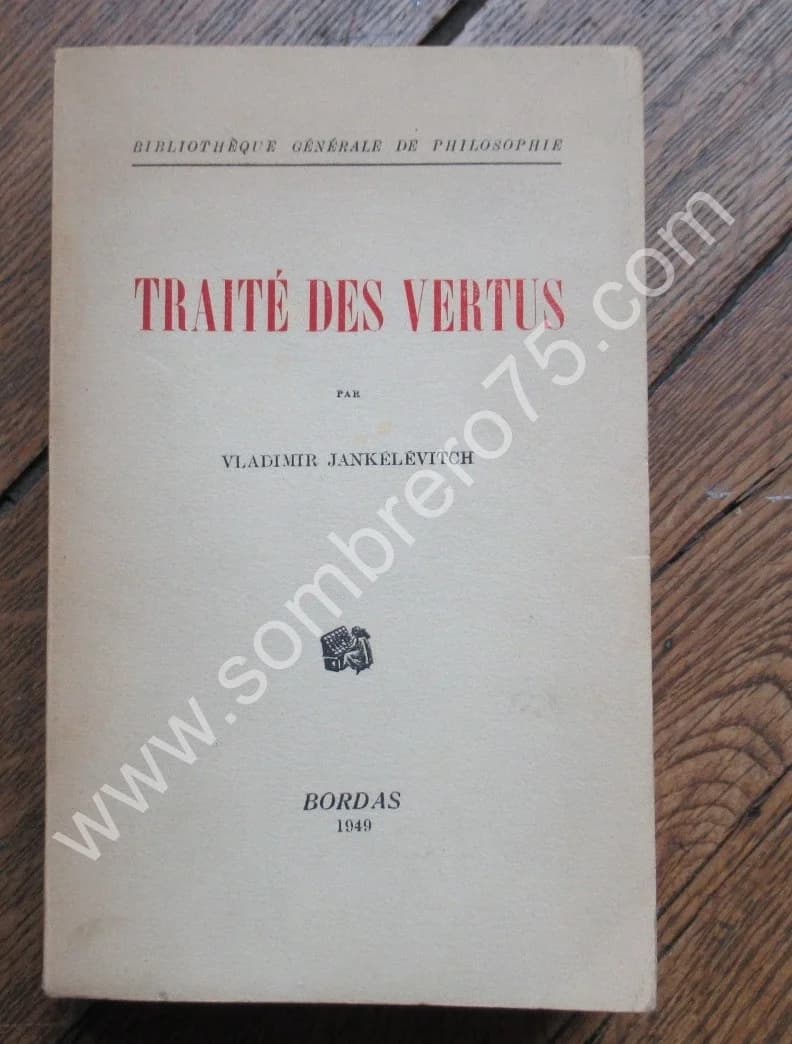 BIBLIOTHÈQUE GÉNÉRALE DE PHILOSOPHIE
TRAITÉ DES VERTUS
PAR
VLADIMIR JANKÉLÉVITCH
BORDAS
1949
www.sombrero75.com